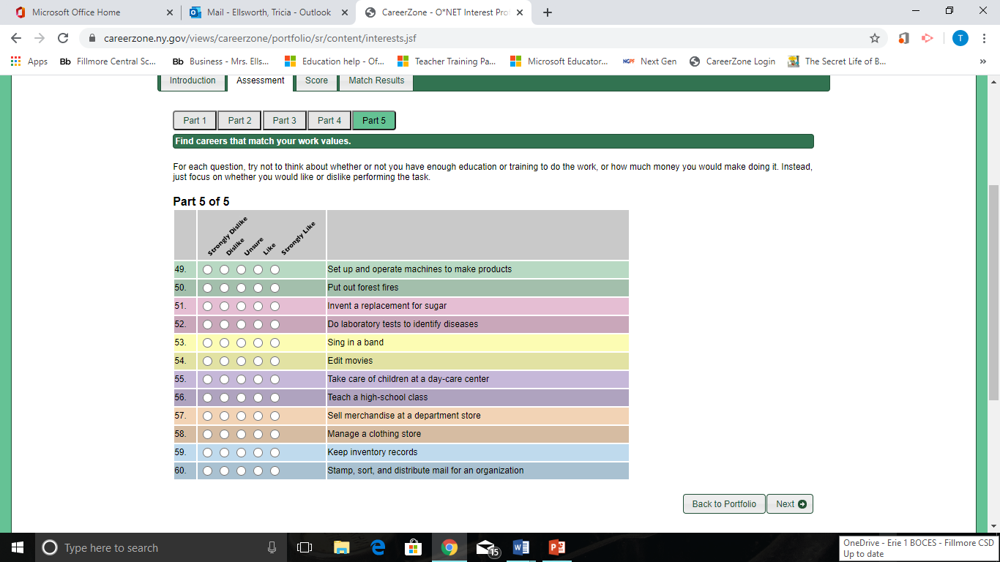 Microsoft Office Home
Mail - Ellsworth, Tricia - Outlook
CareerZone - O*NET Interest Pro
careerzone.ny.gov/views/careerzone/portfolio/sr/content/interests.jsf
T
Apps
Bb Fillmore Central Sc...
Bb Business - Mrs. Ells...
Education help - Of...
Teacher Training Pa...
Microsoft Educator...
NGPF Next Gen
CareerZone Login
The Secret Life of B...
»
Introduction
Assessment
Score
Match Results
Part 1
Part 2
Part 3
Part 4
Part 5
Find careers that match your work values.
For each question, try not to think about whether or not you have enough education or training to do the work, or how much money you would make doing it. Instead,
just focus on whether you would like or dislike performing the task.
Part 5 of 5
Strongly Dislike
Dislike
Unsure
Like
Strongly Like
49. Set up and operate machines to make products
50. Put out forest fires
51. Invent a replacement for sugar
52. Do laboratory tests to identify diseases
53. Sing in a band
54. Edit movies
55. Take care of children at a day-care center
56. Teach a high-school class
57. Sell merchandise at a department store
58. Manage a clothing store
59. Keep inventory records
60. Stamp, sort, and distribute mail for an organization
Back to Portfolio
Next
Type here to search
15
OneDrive - Erie 1 BOCES - Fillmore CSD
Up to date